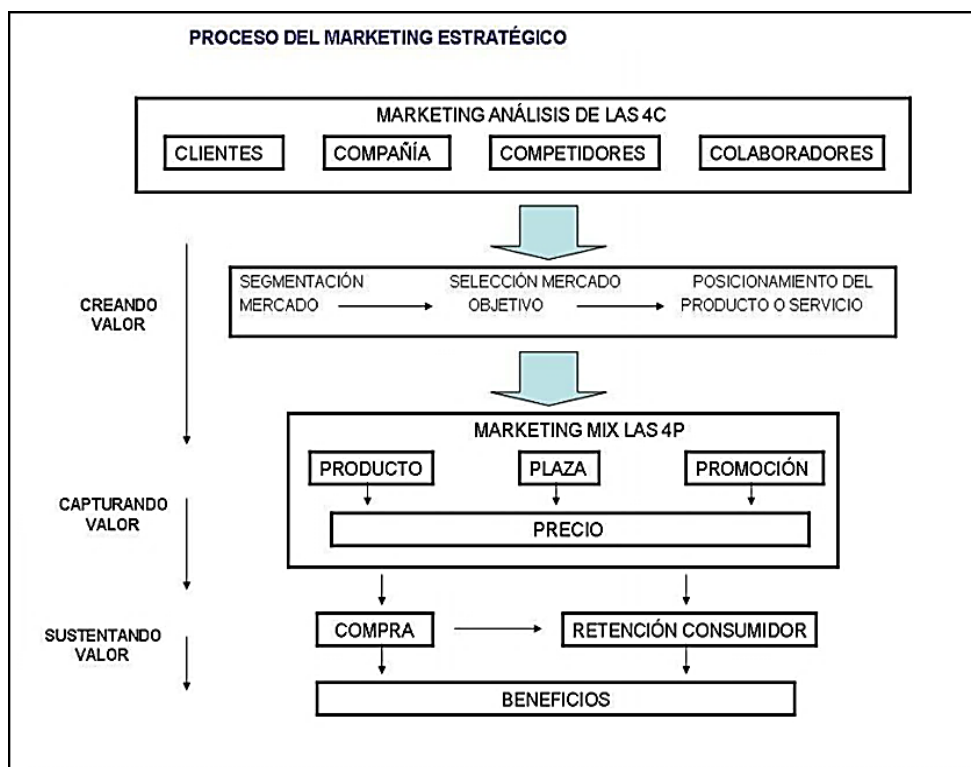 PROCESO DEL MARKETING ESTRATÉGICO
MARKETING ANÁLISIS DE LAS 4C
CLIENTES
COMPAÑÍA
COMPETIDORES
COLABORADORES
CREANDO
VALOR
SEGMENTACIÓN
MERCADO
SELECCIÓN MERCADO
OBJETIVO
POSICIONAMIENTO DEL
PRODUCTO O SERVICIO
MARKETING MIX LAS 4P
PRODUCTO
PLAZA
PROMOCIÓN
CAPTURANDO
VALOR
PRECIO
SUSTENTANDO
VALOR
COMPRA
RETENCIÓN CONSUMIDOR
BENEFICIOS